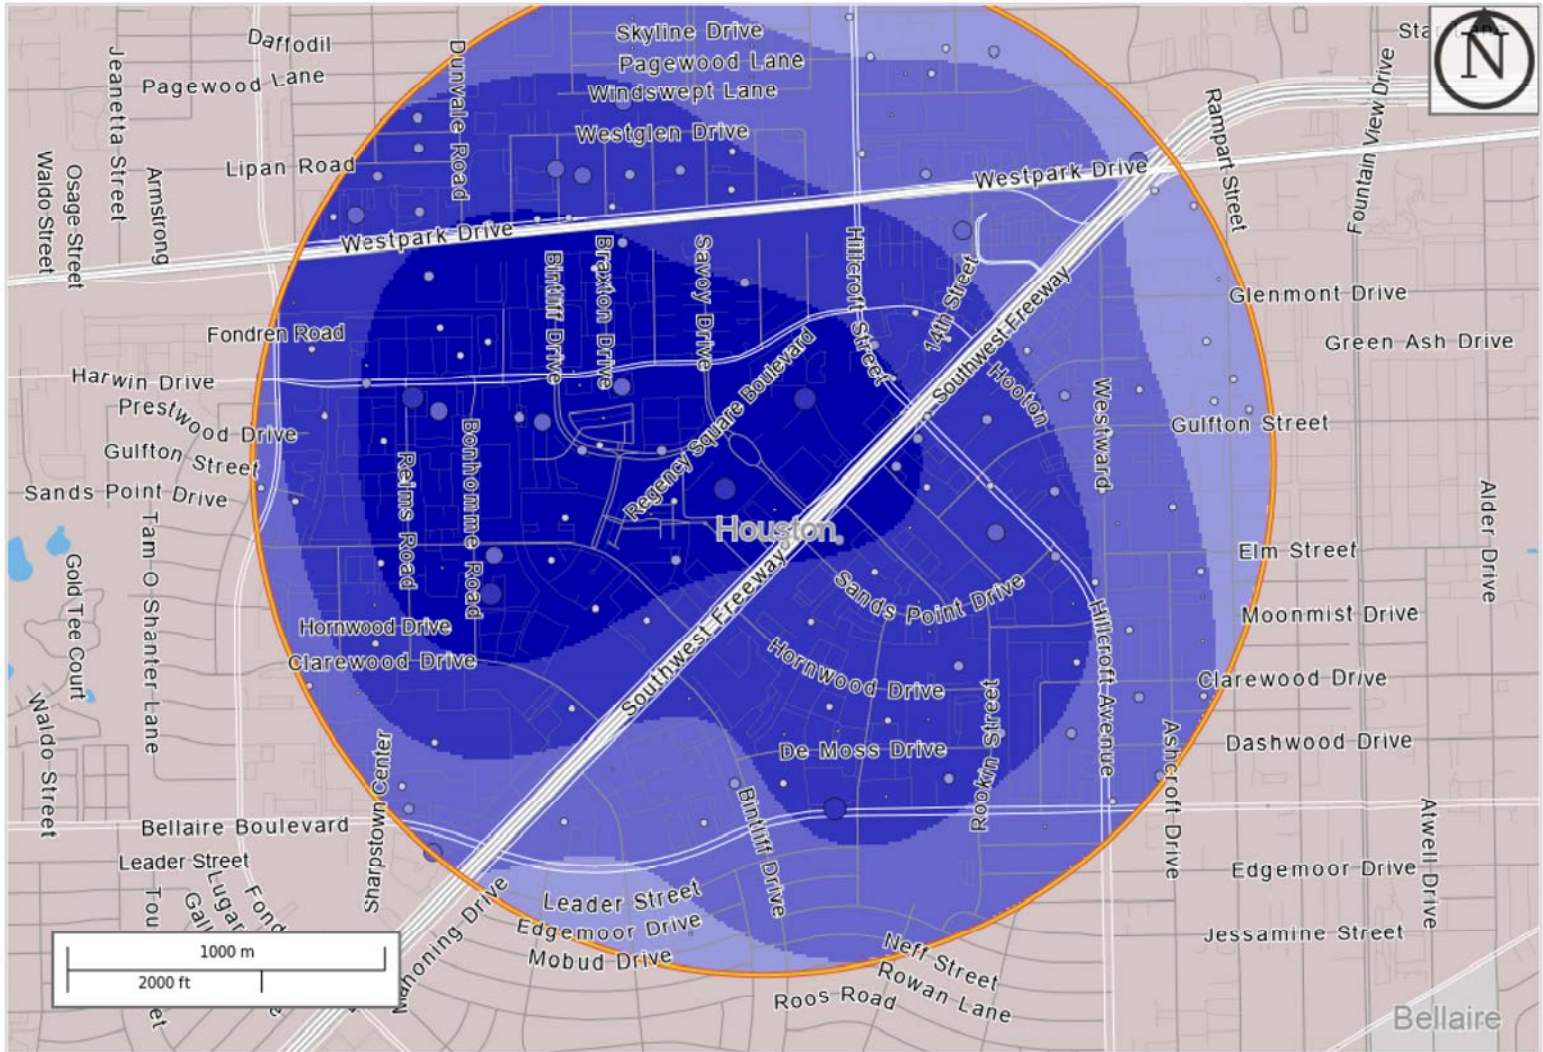 Skyline Drive
Daffodil
Pagewood Lane
Pagewood Lane
Windswept Lane
Westglen Drive
Dunvale Road
Jeanetta Street
Lipan Road
Waldo Street
Osage Street
Armstrong
N
Rampart Street
Fountain View Drive
Westpark Drive
Westpark Drive
Bintliff Drive
Braxton Drive
Savoy Drive
Hillcroft Street
14th Street
Southwest Freeway
Glenmont Drive
Fondren Road
Green Ash Drive
Harwin Drive
Prestwood Drive
Regency Square Boulevard
Hooton
Westward
Gulfton Street
Gulfton Street
Sands Point Drive
Reims Road
Bonhomme Road
Houston
Alder Drive
Elm Street
Tam O Shanter Lane
Gold Tee Court
Sands Point Drive
Moonmist Drive
Hornwood Drive
Clarewood Drive
Southwest Freeway
Hornwood Drive
Hillcroft Avenue
Clarewood Drive
Waldo Street
De Moss Drive
Rookin Street
Ashcroft Drive
Dashwood Drive
Sharpstown Center
Bintliff Drive
Bellaire Boulevard
Atwell Drive
Leader Street
Edgemoor Drive
Leader Street
Edgemoor Drive
Mobud Drive
Mahoning Drive
Neff Street
Rowan Lane
Roos Road
Jessamine Street
1000 m
2000 ft
Bellaire